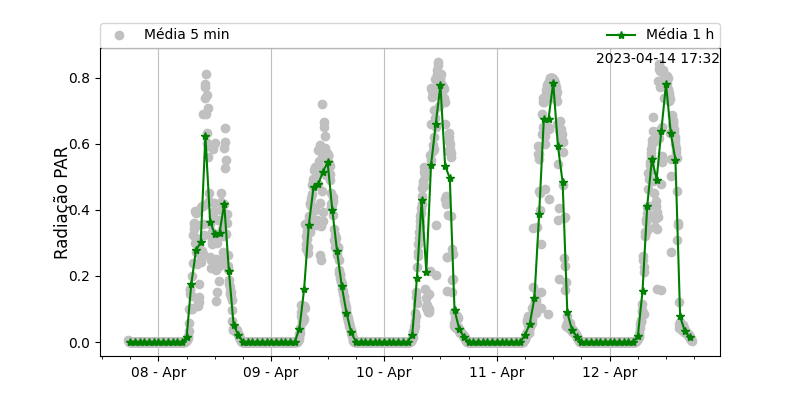 Média 5 min
Média 1 h
2023-04-14 17:32
Radiação PAR
0.8
0.6
0.4
0.2
0.0
08 - Apr
09 - Apr
10 - Apr
11 - Apr
12 - Apr